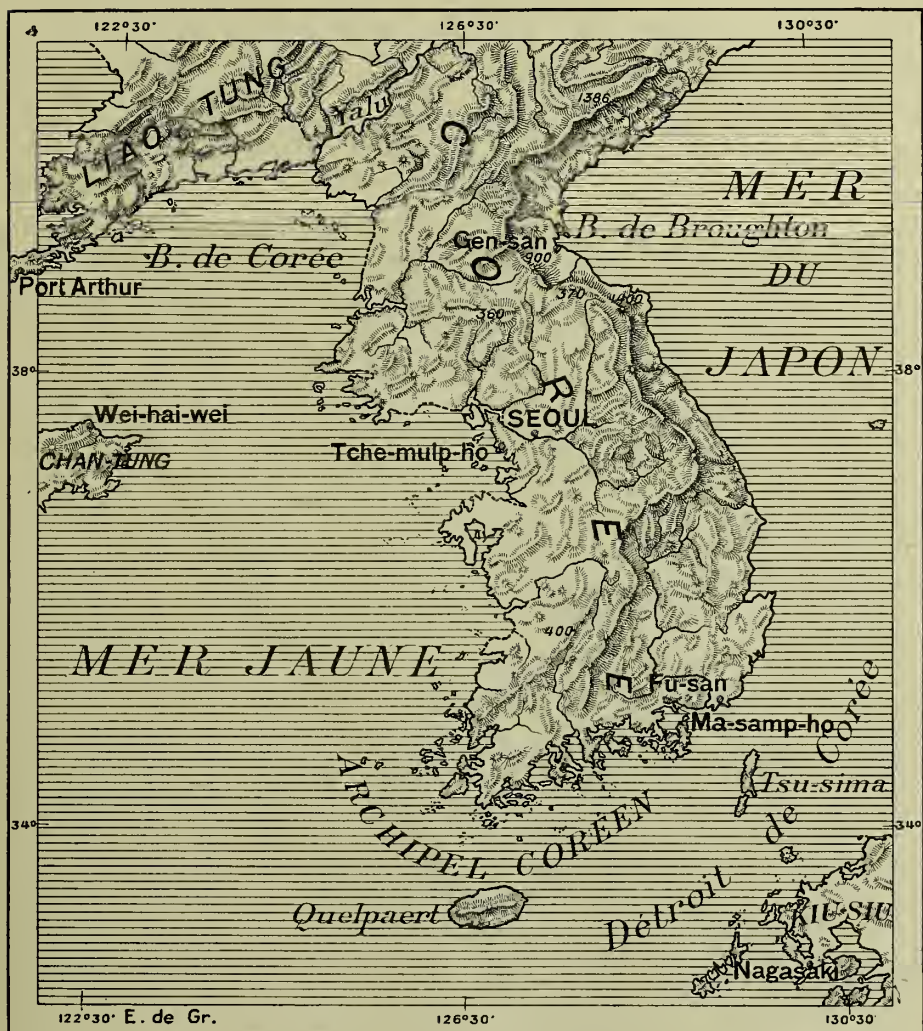 122°30' 126°30' 130°30'
LIAO TUNG
Yalu
1386
COREE
MER
DU
JAPON
B. de Broughton
Gen-san
900
B. de Corée
Port Arthur
370
400
360
38° 38°
Wei-hai-wei
SEOUL
CHAN-TUNG
Tche-mulp-ho
400
MER JAUNE
Fu-san
Ma-samp-ho
Détroit de Corée
Tsu-sima
34° 34°
ARCHIPEL CORÉEN
Quelpaert
KIU-SIU
Nagasaki
122°30' E. de Gr. 126°30' 130°30'